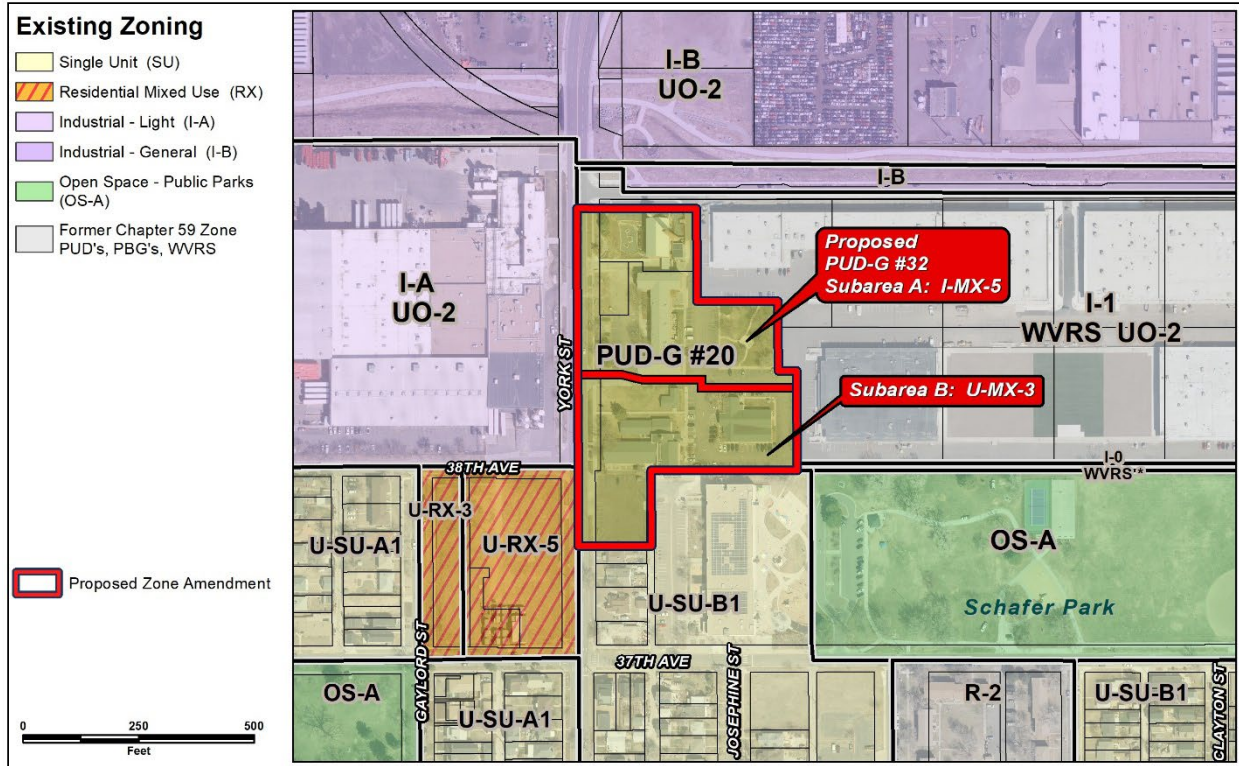 Existing Zoning
Single Unit (SU)
Residential Mixed Use (RX)
Industrial - Light (I-A)
Industrial - General (I-B)
Open Space - Public Parks
(OS-A)
Former Chapter 59 Zone
PUD's, PBG's, WVRS
Proposed Zone Amendment
0 250 500
Feet
I-B
UO-2
I-B
I-A
UO-2
YORK ST
PUD-G #20
Proposed
PUD-G #32
Subarea A: I-MX-5
Subarea B: U-MX-3
I-1
WVRS UO-2
I-0
WVRS *
38TH AVE
U-RX-3
U-SU-A1
U-RX-5
U-SU-B1
OS-A
Schafer Park
GAYLORD ST
37TH AVE
JOSEPHINE ST
OS-A
U-SU-A1
R-2
U-SU-B1
CLAYTON ST